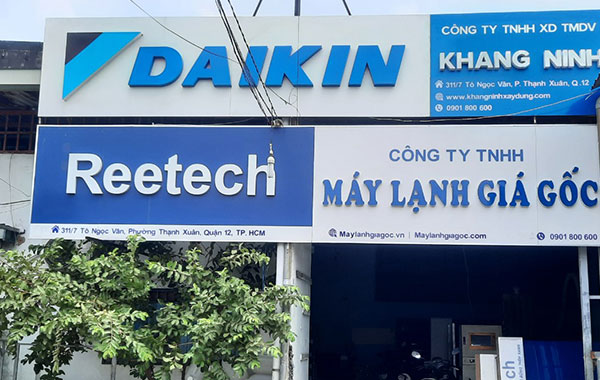 DAIKIN
CÔNG TY TNHH XD TMDV
KHANG NINH
311/7 Tô Ngọc Vân, P. Thạnh Xuân, Q.12
www.khangninhxaydung.com
0901 800 600
Reetech
311/7 Tô Ngọc Vân, Phường Thạnh Xuân, Quận 12, TP. HCM
CÔNG TY TNHH
MÁY LẠNH GIÁ GỐC
Maylanhgiagoc.vn | Maylanhgiagoc.com
0901 800 600